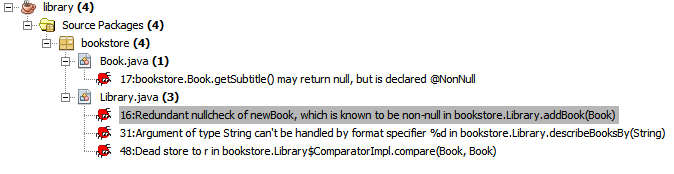 library (4)
Source Packages (4)
bookstore (4)
Book.java (1)
17:bookstore.Book.getSubtitle() may return null, but is declared @NonNull
Library.java (3)
16:Redundant nullcheck of newBook, which is known to be non-null in bookstore.Library.addBook(Book)
31:Argument of type String can't be handled by format specifier %d in bookstore.Library.describeBooksBy(String)
48:Dead store to r in bookstore.Library$ComparatorImpl.compare(Book, Book)